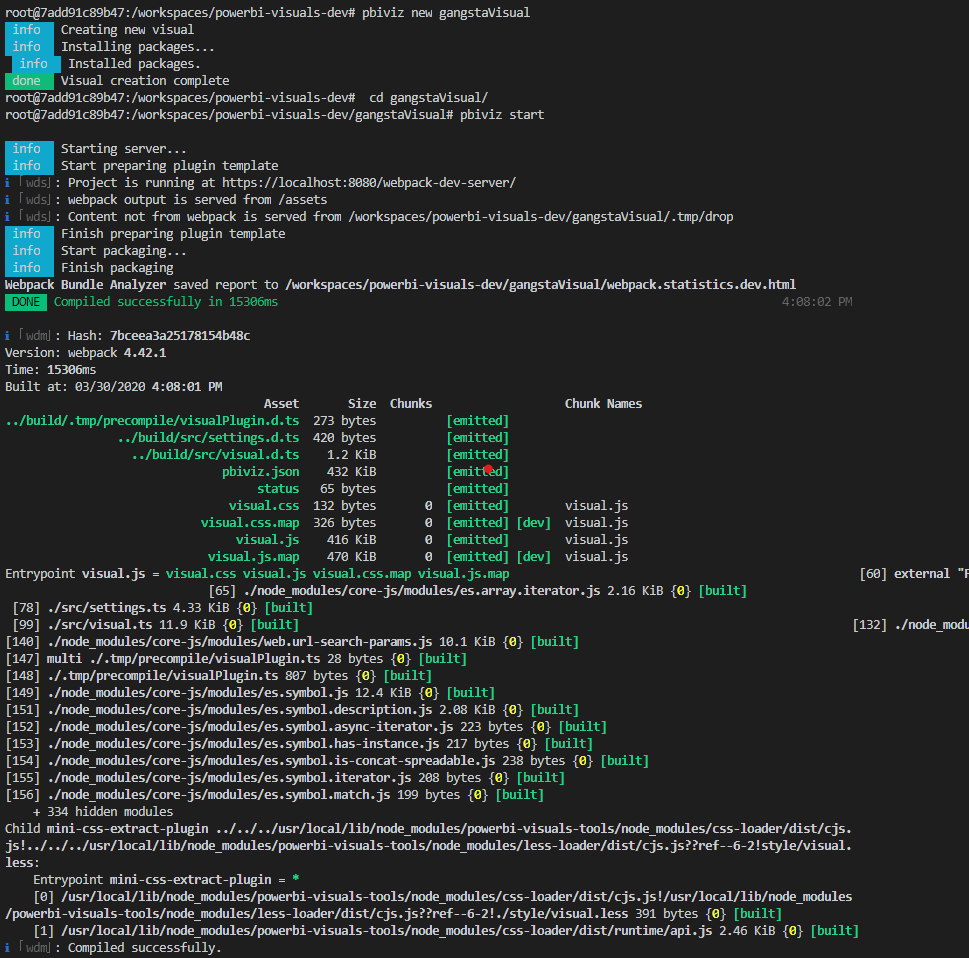 root@7add91c89b47:/workspaces/powerbi-visuals-dev# pbiviz new gangstaVisual
info Creating new visual
info Installing packages...
info Installed packages.
done Visual creation complete
root@7add91c89b47:/workspaces/powerbi-visuals-dev# cd gangstaVisual/
root@7add91c89b47:/workspaces/powerbi-visuals-dev/gangstaVisual# pbiviz start
info Starting server...
info Start preparing plugin template
ℹ ｢wds｣: Project is running at https://localhost:8080/webpack-dev-server/
ℹ ｢wds｣: webpack output is served from /assets
ℹ ｢wds｣: Content not from webpack is served from /workspaces/powerbi-visuals-dev/gangstaVisual/.tmp/drop
info Finish preparing plugin template
info Start packaging...
info Finish packaging
Webpack Bundle Analyzer saved report to /workspaces/powerbi-visuals-dev/gangstaVisual/webpack.statistics.dev.html
DONE Compiled successfully in 15306ms 4:08:02 PM
ℹ ｢wdm｣: Hash: 7bceea3a25178154b48c
Version: webpack 4.42.1
Time: 15306ms
Built at: 03/30/2020 4:08:01 PM
Asset Size Chunks Chunk Names
../build/.tmp/precompile/visualPlugin.d.ts 273 bytes [emitted]
../build/src/settings.d.ts 420 bytes [emitted]
../build/src/visual.d.ts 1.2 KiB [emitted]
pbiviz.json 432 KiB [emitted]
status 65 bytes [emitted]
visual.css 132 bytes 0 [emitted] visual.js
visual.css.map 326 bytes 0 [emitted] [dev] visual.js
visual.js 416 KiB 0 [emitted] visual.js
visual.js.map 470 KiB 0 [emitted] [dev] visual.js
Entrypoint visual.js = visual.css visual.js visual.css.map visual.js.map [60] external "F
[65] ./node_modules/core-js/modules/es.array.iterator.js 2.16 KiB {0} [built]
[78] ./src/settings.ts 4.33 KiB {0} [built]
[99] ./src/visual.ts 11.9 KiB {0} [built] [132] ./node_modu
[140] ./node_modules/core-js/modules/web.url-search-params.js 10.1 KiB {0} [built]
[147] multi ./.tmp/precompile/visualPlugin.ts 28 bytes {0} [built]
[148] ./.tmp/precompile/visualPlugin.ts 807 bytes {0} [built]
[149] ./node_modules/core-js/modules/es.symbol.js 12.4 KiB {0} [built]
[151] ./node_modules/core-js/modules/es.symbol.description.js 2.08 KiB {0} [built]
[152] ./node_modules/core-js/modules/es.symbol.async-iterator.js 223 bytes {0} [built]
[153] ./node_modules/core-js/modules/es.symbol.has-instance.js 217 bytes {0} [built]
[154] ./node_modules/core-js/modules/es.symbol.is-concat-spreadable.js 238 bytes {0} [built]
[155] ./node_modules/core-js/modules/es.symbol.iterator.js 208 bytes {0} [built]
[156] ./node_modules/core-js/modules/es.symbol.match.js 199 bytes {0} [built]
+ 334 hidden modules
Child mini-css-extract-plugin ../../../usr/local/lib/node_modules/powerbi-visuals-tools/node_modules/css-loader/dist/cjs.
js!../../../usr/local/lib/node_modules/powerbi-visuals-tools/node_modules/less-loader/dist/cjs.js??ref--6-2!style/visual.
less:
Entrypoint mini-css-extract-plugin = *
[0] /usr/local/lib/node_modules/powerbi-visuals-tools/node_modules/css-loader/dist/cjs.js!/usr/local/lib/node_modules
/powerbi-visuals-tools/node_modules/less-loader/dist/cjs.js??ref--6-2!./style/visual.less 391 bytes {0} [built]
[1] /usr/local/lib/node_modules/powerbi-visuals-tools/node_modules/css-loader/dist/runtime/api.js 2.46 KiB {0} [built]
ℹ ｢wdm｣: Compiled successfully.